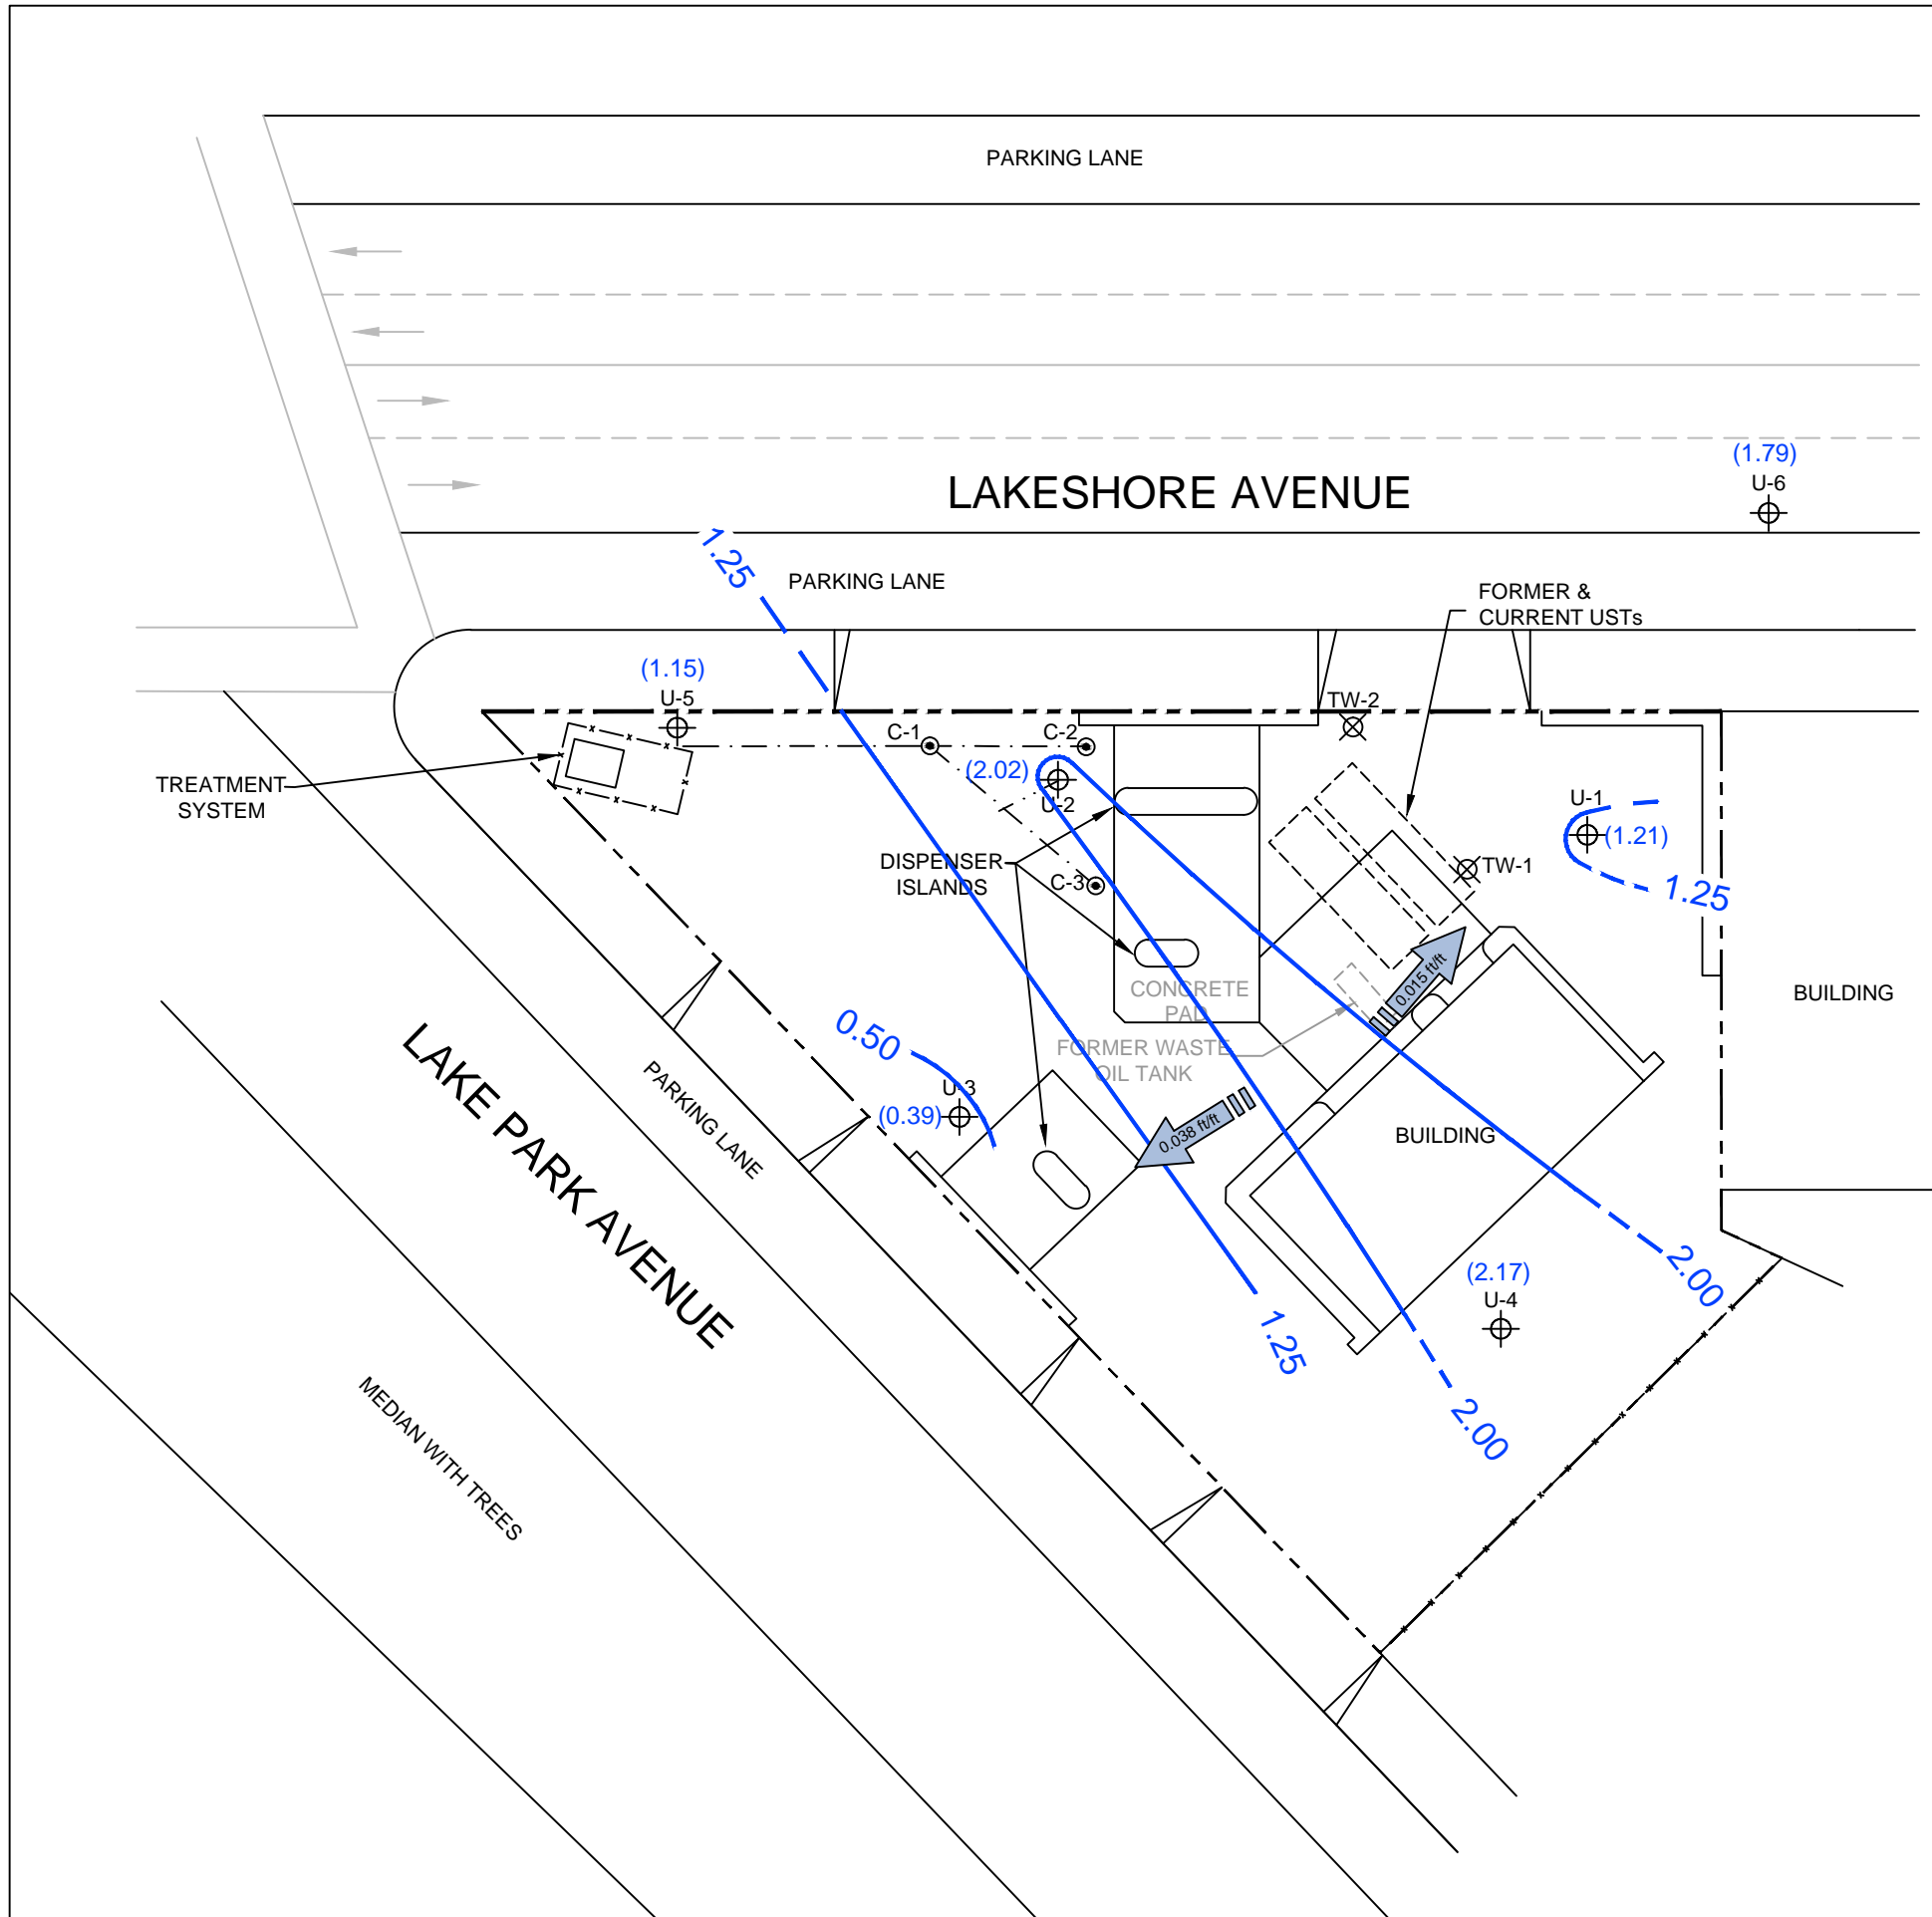 PARKING LANE
(1.79)
U-6
LAKESHORE AVENUE
1.25
PARKING LANE
FORMER &
CURRENT USTs
(1.15)
U-5
TW-2
C-1
C-2
(2.02)
U-2
TREATMENT
SYSTEM
U-1
(1.21)
DISPENSER
ISLANDS
C-3
TW-1
1.25
CONCRETE
PAD
0.015 ft/ft
BUILDING
0.50
FORMER WASTE
OIL TANK
U-3
(0.39)
PARKING LANE
0.038 ft/ft
BUILDING
LAKE PARK AVENUE
2.00
(2.17)
U-4
1.25
2.00
MEDIAN WITH TREES